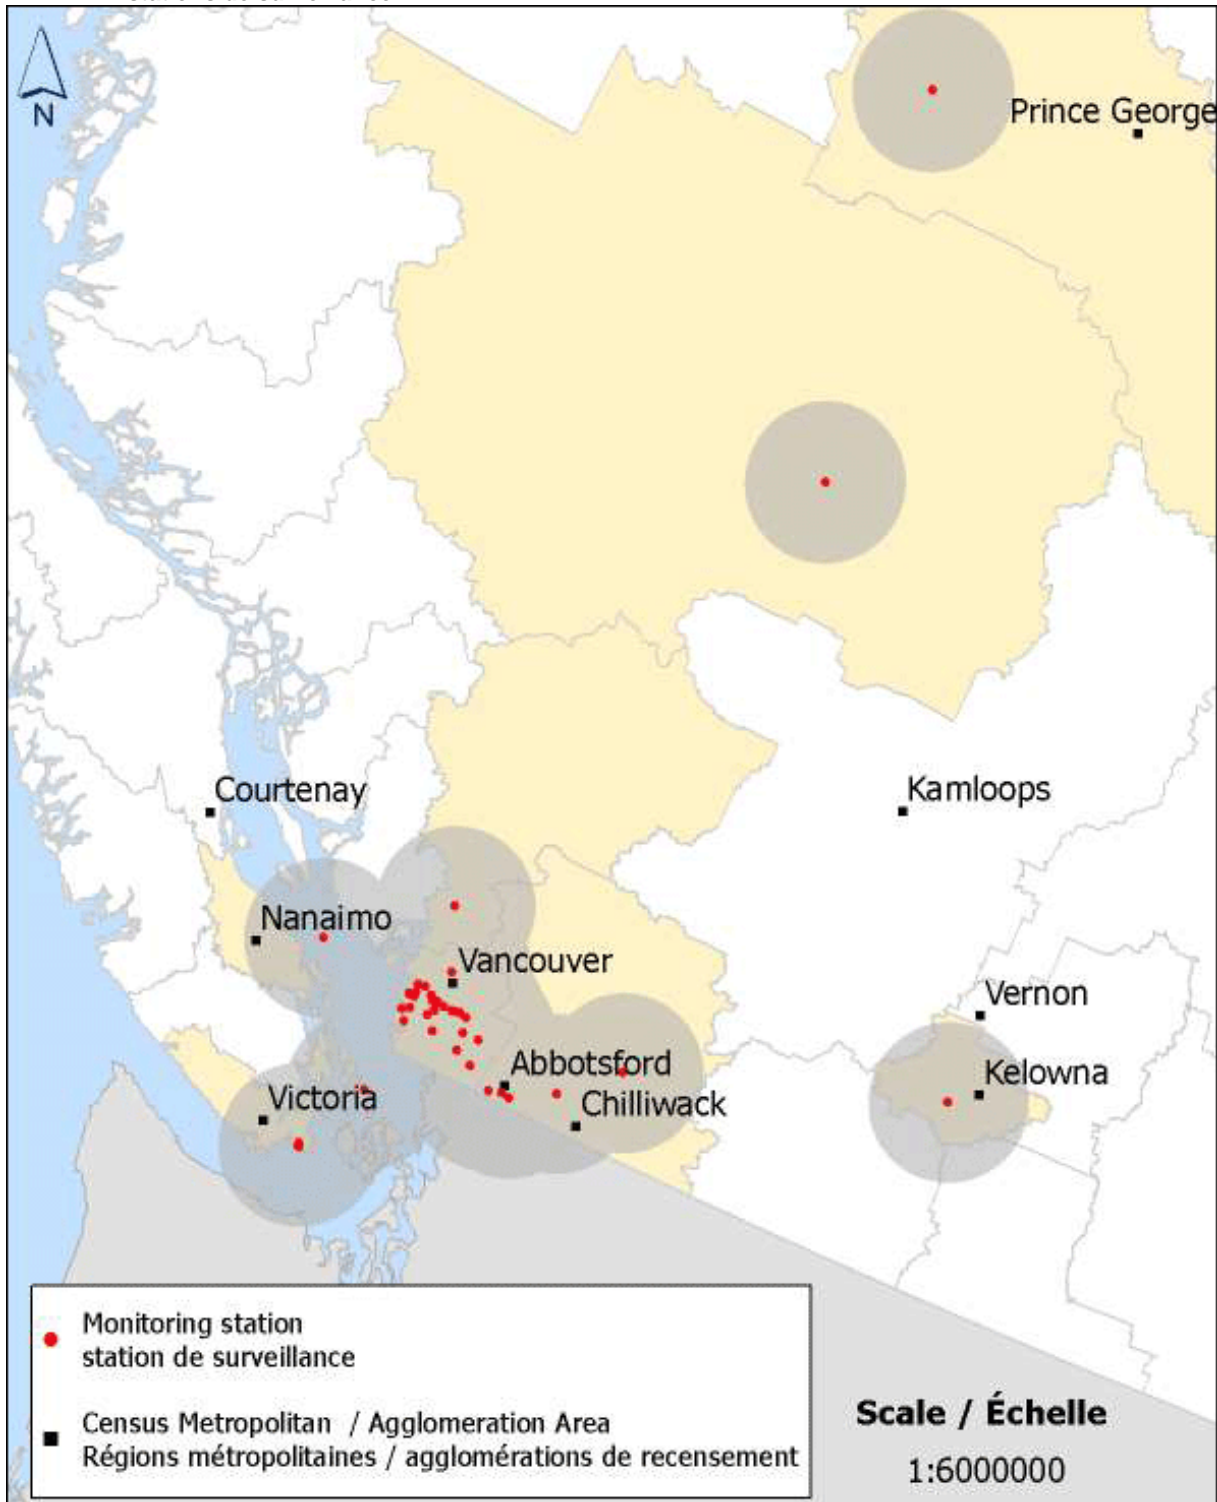 N
Prince George
Courtenay
Kamloops
Nanaimo
Vancouver
Vernon
Abbotsford
Kelowna
Victoria
Chilliwack
Monitoring station
station de surveillance
Census Metropolitan / Agglomeration Area
Régions métropolitaines / agglomérations de recensement
Scale / Échelle
1:6000000